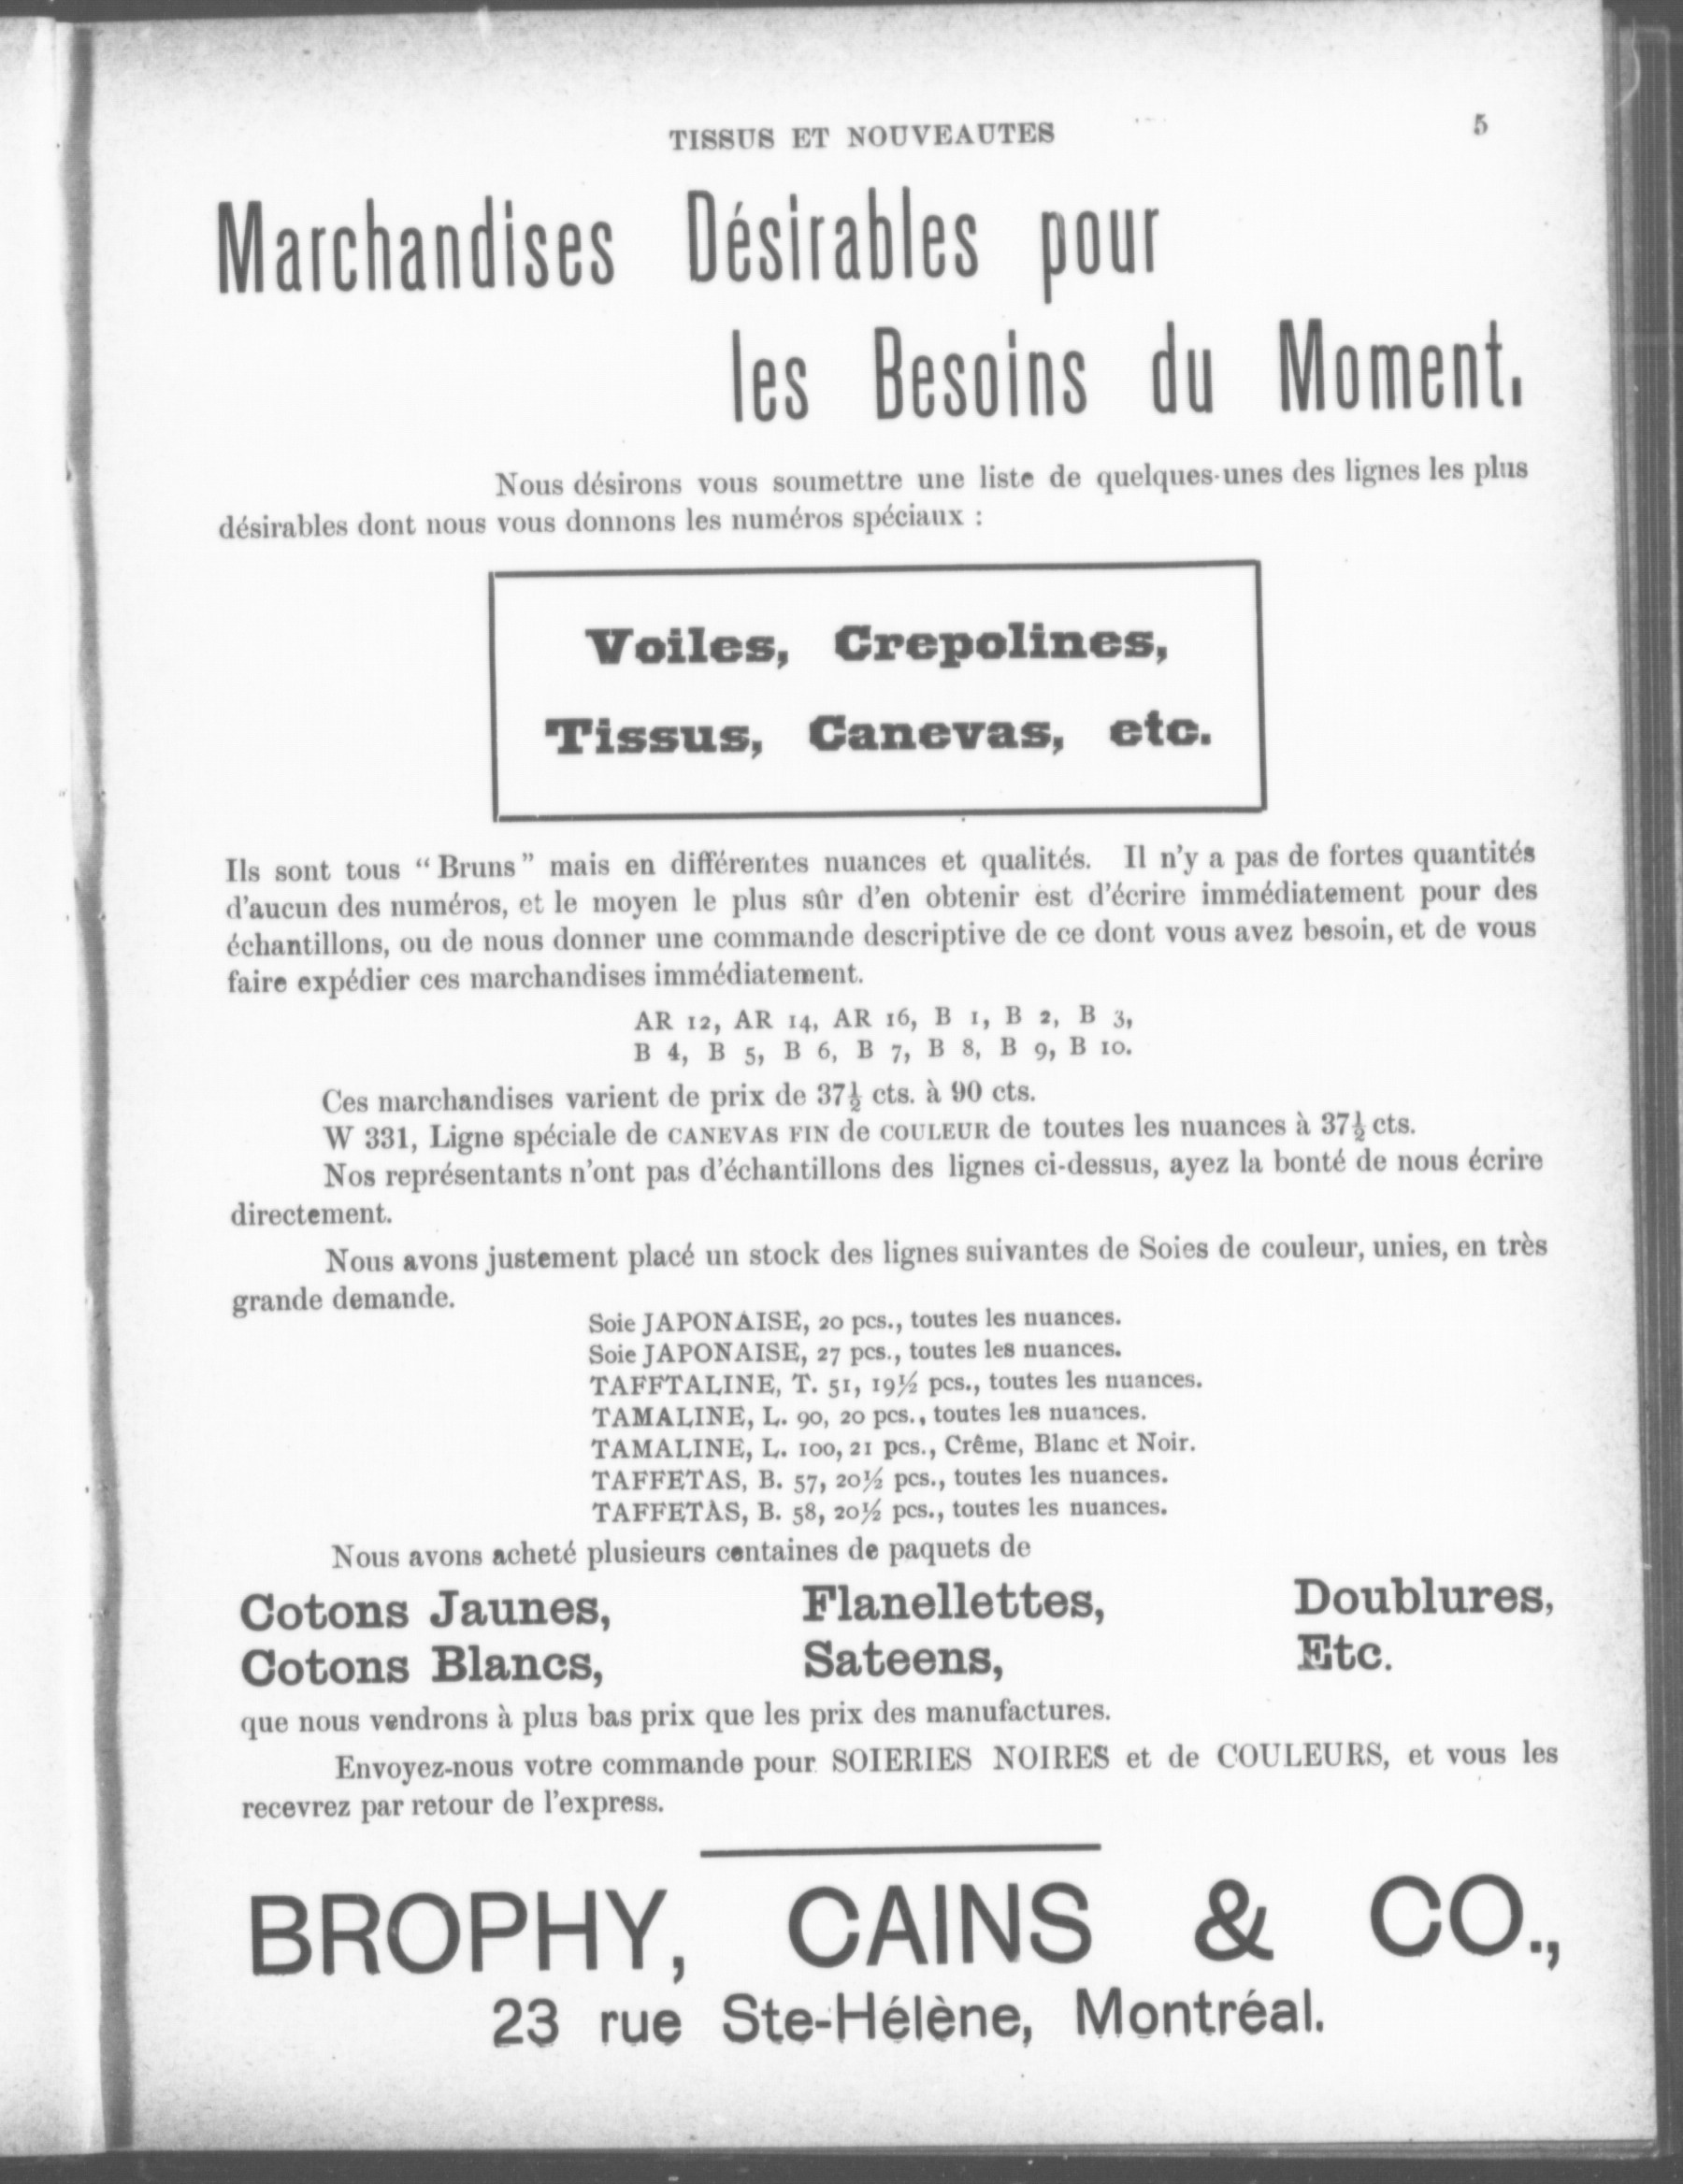 TISSUS ET NOUVEAUTES 5
Marchandises Désirables pour
les Besoins du Moment.
Nous désirons vous soumettre une liste de quelques-unes des lignes les plus
désirables dont nous vous donnons les numéros spéciaux :
Voiles, Crepolines,
Tissus, Canevas, etc.
Ils sont tous “ Bruns ” mais en différentes nuances et qualités. Il n’y a pas de fortes quantités
d’aucun des numéros, et le moyen le plus sûr d’en obtenir est d’écrire immédiatement pour des
échantillons, ou de nous donner une commande descriptive de ce dont vous avez besoin, et de vous
faire expédier ces marchandises immédiatement.
AR 12, AR 14, AR 16, B 1, B 2, B 3,
B 4, B 5, B 6, B 7, B 8, B 9, B 10.
Ces marchandises varient de prix de 37½ cts. à 90 cts.
W 331, Ligne spéciale de CANEVAS FIN de COULEUR de toutes les nuances à 37½ cts.
Nos représentants n’ont pas d’échantillons des lignes ci-dessus, ayez la bonté de nous écrire
directement.
Nous avons justement placé un stock des lignes suivantes de Soies de couleur, unies, en très
grande demande.
Soie JAPONAISE, 20 pcs., toutes les nuances.
Soie JAPONAISE, 27 pcs., toutes les nuances.
TAFFTALINE, T. 51, 19½ pcs., toutes les nuances.
TAMALINE, L. 90, 20 pcs., toutes les nuances.
TAMALINE, L. 100, 21 pcs., Crême, Blanc et Noir.
TAFFETAS, B. 57, 20½ pcs., toutes les nuances.
TAFFETAS, B. 58, 20½ pcs., toutes les nuances.
Nous avons acheté plusieurs centaines de paquets de
Cotons Jaunes, Flanellettes, Doublures,
Cotons Blancs, Sateens, Etc.
que nous vendrons à plus bas prix que les prix des manufactures.
Envoyez-nous votre commande pour SOIERIES NOIRES et de COULEURS, et vous les
recevrez par retour de l’express.
BROPHY, CAINS & CO.,
23 rue Ste-Hélène, Montréal.